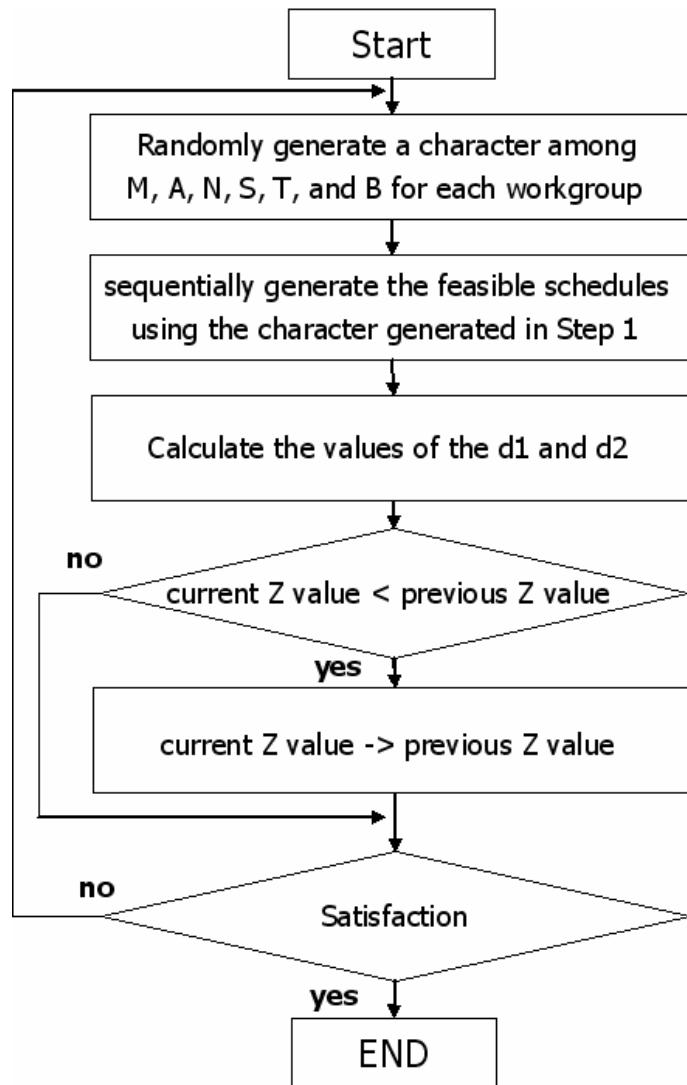 Start
Randomly generate a character among
M, A, N, S, T, and B for each workgroup
sequentially generate the feasible schedules
using the character generated in Step 1
Calculate the values of the d1 and d2
no
current Z value < previous Z value
yes
current Z value -> previous Z value
no
Satisfaction
yes
END